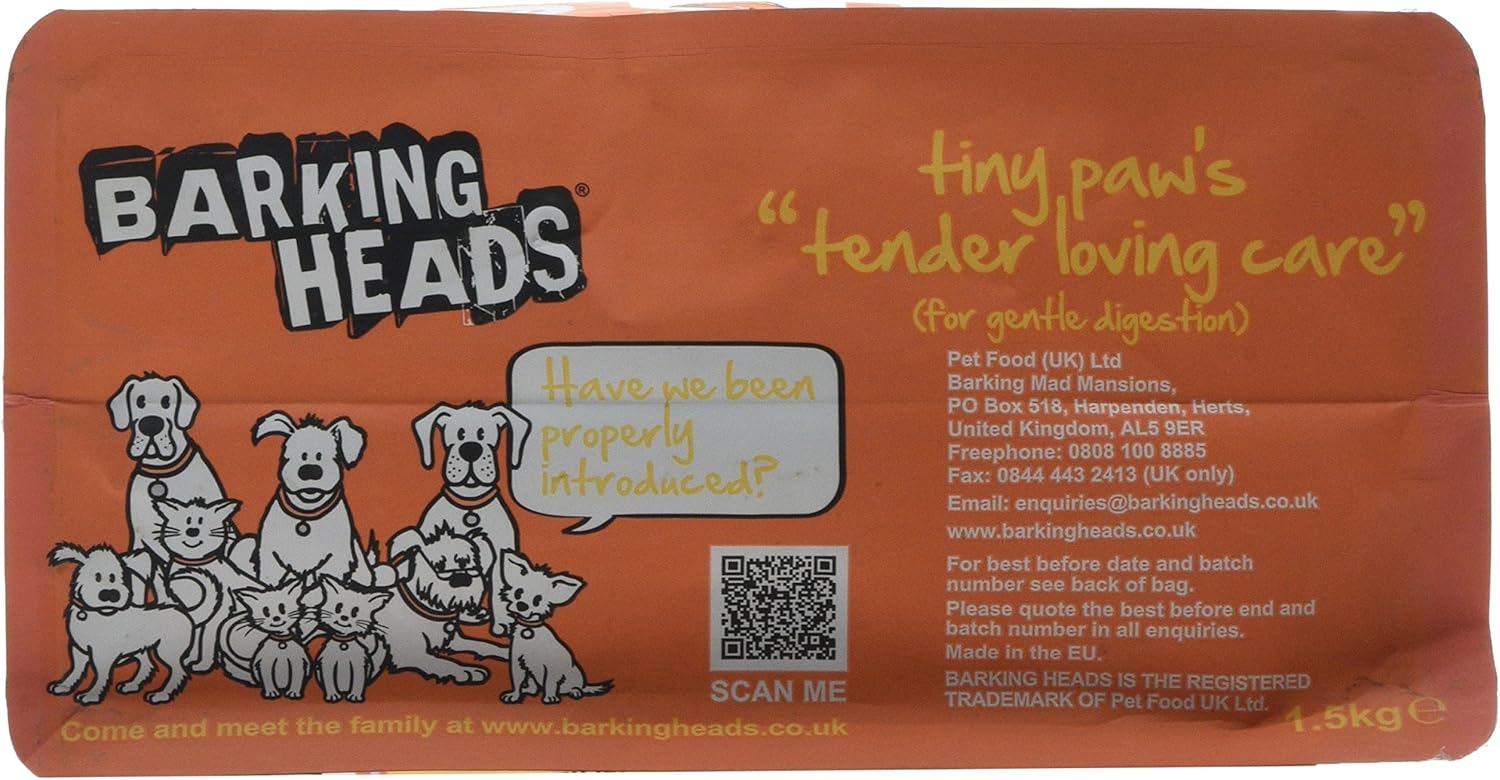 BARKING
HEADS®
tiny paw's
“tender loving care”
(for gentle digestion)
Have we been
properly
introduced?
Pet Food (UK) Ltd
Barking Mad Mansions,
PO Box 518, Harpenden, Herts,
United Kingdom, AL5 9ER
Freephone: 0808 100 8885
Fax: 0844 443 2413 (UK only)
Email: enquiries@barkingheads.co.uk
www.barkingheads.co.uk
For best before date and batch
number see back of bag.
Please quote the best before end and
batch number in all enquiries.
Made in the EU.
BARKING HEADS IS THE REGISTERED
TRADEMARK OF Pet Food UK Ltd.
SCAN ME
Come and meet the family at www.barkingheads.co.uk
1.5kg ℮